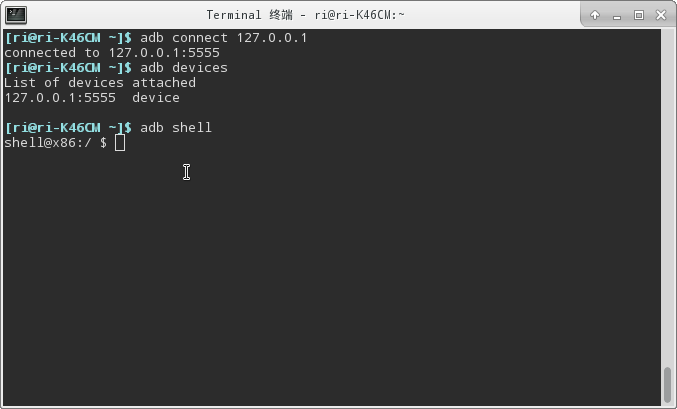 Terminal 终端 - ri@ri-K46CM:~
[ri@ri-K46CM ~]$ adb connect 127.0.0.1
connected to 127.0.0.1:5555
[ri@ri-K46CM ~]$ adb devices
List of devices attached
127.0.0.1:5555  device
[ri@ri-K46CM ~]$ adb shell
shell@x86:/ $